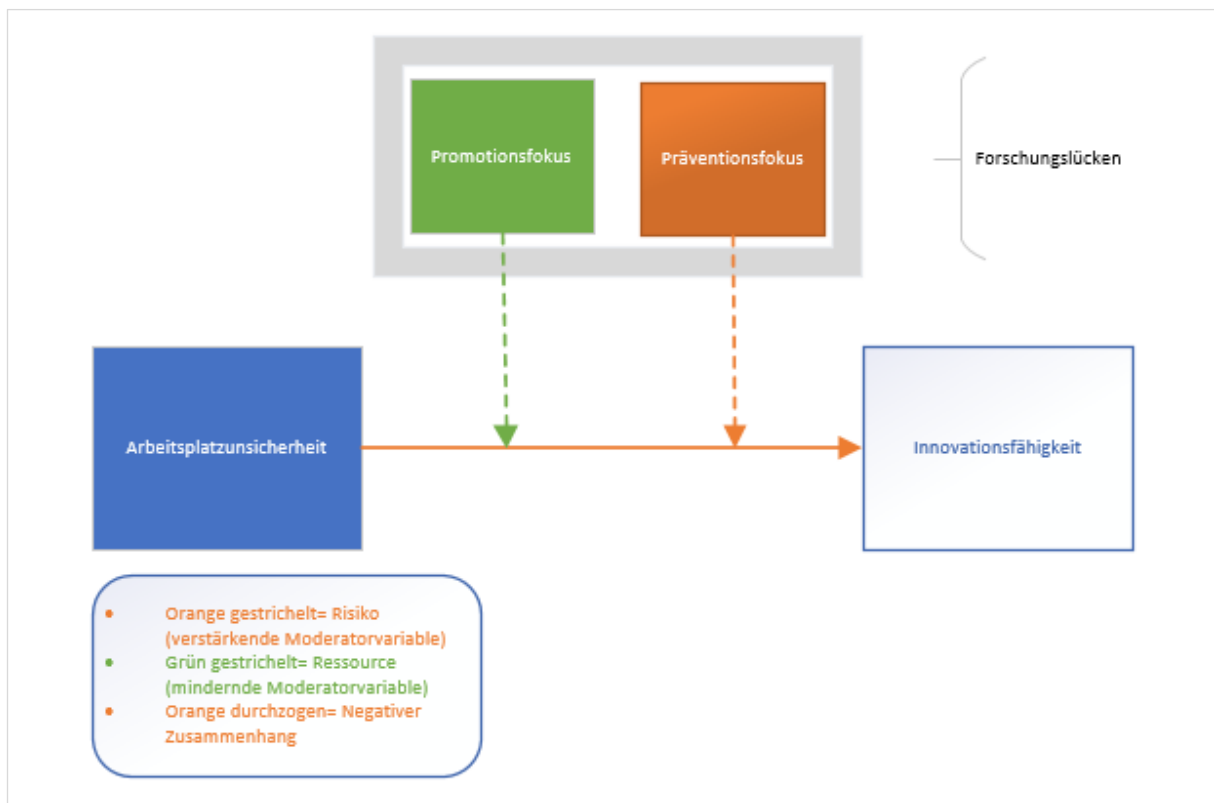 Promotionsfokus
Präventionsfokus
Forschungslücken
Arbeitsplatzunsicherheit
Innovationsfähigkeit
• Orange gestrichelt= Risiko
(verstärkende Moderatorvariable)
• Grün gestrichelt= Ressource
(mindernde Moderatorvariable)
• Orange durchzogen= Negativer
Zusammenhang